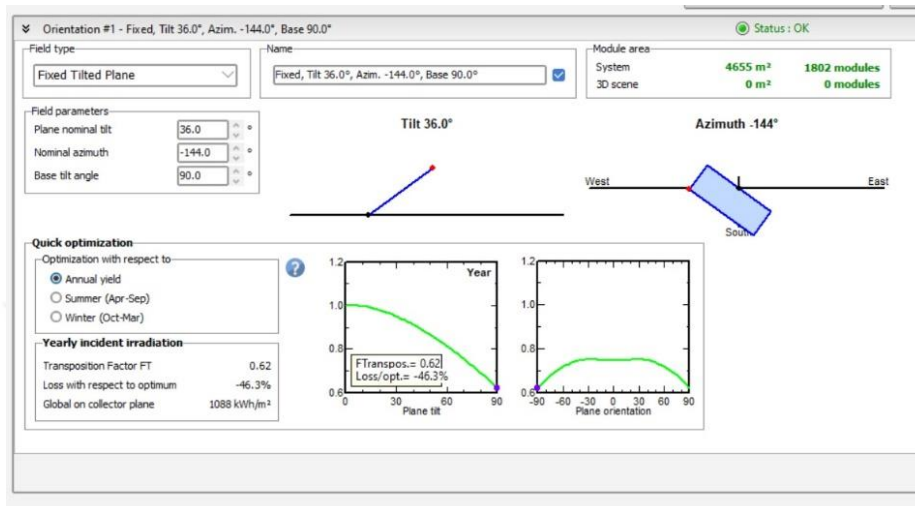 Orientation #1 - Fixed, Tilt 36.0°, Azim. -144.0°, Base 90.0°
Status : OK
Field type
Fixed Tilted Plane
Name
Fixed, Tilt 36.0°, Azim. -144.0°, Base 90.0°
Module area
System 4655 m² 1802 modules
3D scene 0 m² 0 modules
Field parameters
Plane nominal tilt 36.0 °
Nominal azimuth -144.0 °
Base tilt angle 90.0 °
Tilt 36.0°
Azimuth -144°
West
East
South
Quick optimization
Optimization with respect to
Annual yield
Summer (Apr-Sep)
Winter (Oct-Mar)
Yearly incident irradiation
Transposition Factor FT 0.62
Loss with respect to optimum -46.3%
Global on collector plane 1088 kWh/m²
?
Year
1.2
1.0
0.8
0.6
FTranspos.= 0.62
Loss/opt.= -46.3%
0 30 60 90
Plane tilt
1.2
1.0
0.8
0.6
-90 -60 -30 0 30 60 90
Plane orientation